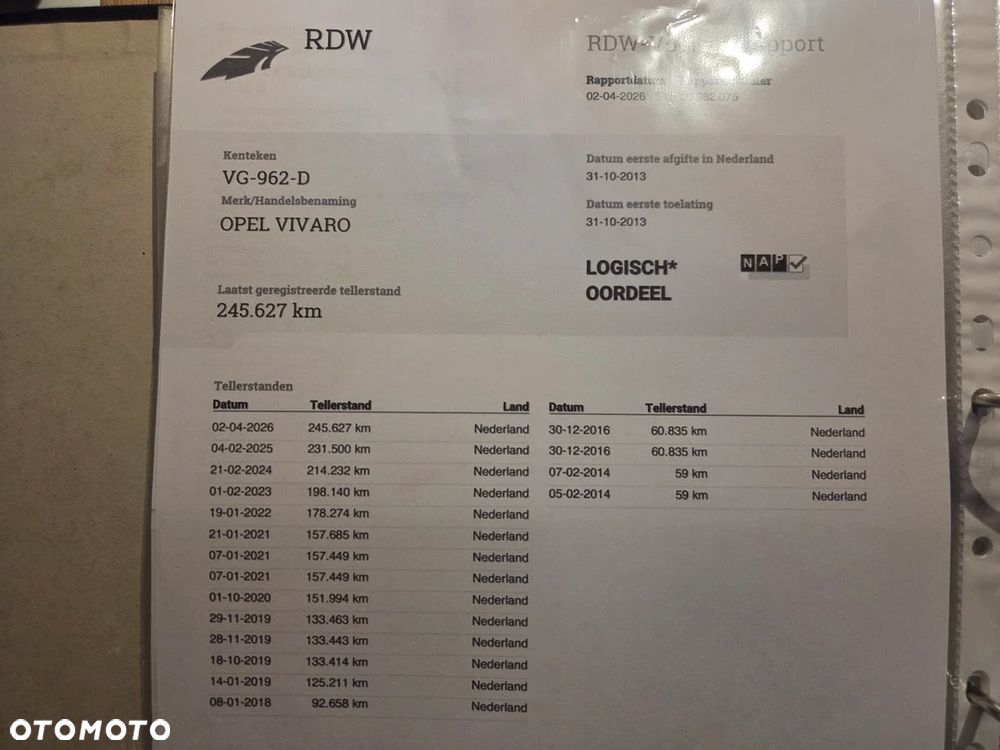 RDW
Rapport
02-04-2026
Kenteken
VG-962-D
Merk/Handelsbenaming
OPEL VIVARO
Datum eerste afgifte in Nederland
31-10-2013
Datum eerste toelating
31-10-2013
Laatst geregistreerde tellerstand
245.627 km
LOGISCH*
OORDEEL
NAP
Tellerstanden
Datum Tellerstand Land
02-04-2026 245.627 km Nederland
04-02-2025 231.500 km Nederland
21-02-2024 214.232 km Nederland
01-02-2023 198.140 km Nederland
19-01-2022 178.274 km Nederland
21-01-2021 157.685 km Nederland
07-01-2021 157.449 km Nederland
07-01-2021 157.449 km Nederland
01-10-2020 151.994 km Nederland
29-11-2019 133.463 km Nederland
28-11-2019 133.443 km Nederland
18-10-2019 133.414 km Nederland
14-01-2019 125.211 km Nederland
08-01-2018 92.658 km Nederland
Datum Tellerstand Land
30-12-2016 60.835 km Nederland
30-12-2016 60.835 km Nederland
07-02-2014 59 km Nederland
05-02-2014 59 km Nederland
OTOMOTO